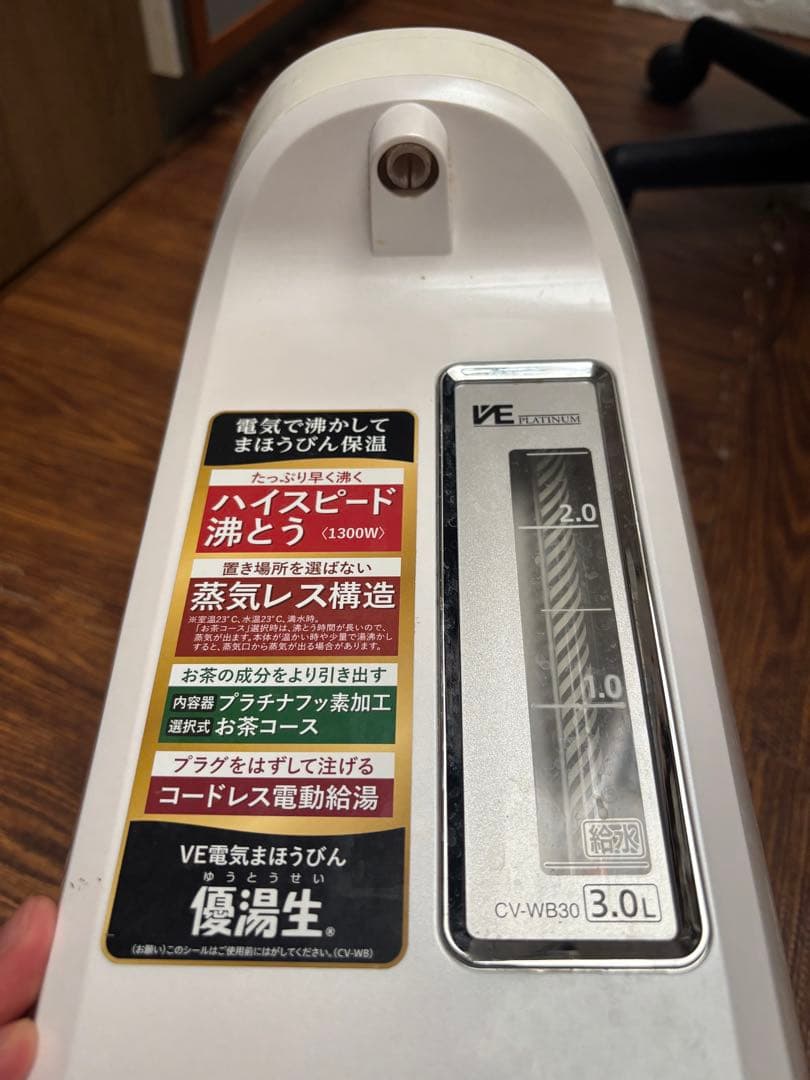 電気で沸かして
まほうびん保温
たっぷり早く沸く
ハイスピード
沸とう〈1300W〉
置き場所を選ばない
蒸気レス構造
※室温23°C、水温23°C、満水時。
「お茶コース」選択時は、沸とう時間が長いので、
蒸気が出ます。本体が温かい時や少量で湯沸かし
すると、蒸気口から蒸気が出る場合があります。
お茶の成分をより引き出す
内容器 プラチナフッ素加工
選択式 お茶コース
プラグをはずして注げる
コードレス電動給湯
VE電気まほうびん
ゆうとうせい
優湯生®
(お願い)このシールはご使用前にはがしてください。(CV-WB)
VE PLATINUM
2.0
1.0
給水
CV-WB30 3.0L